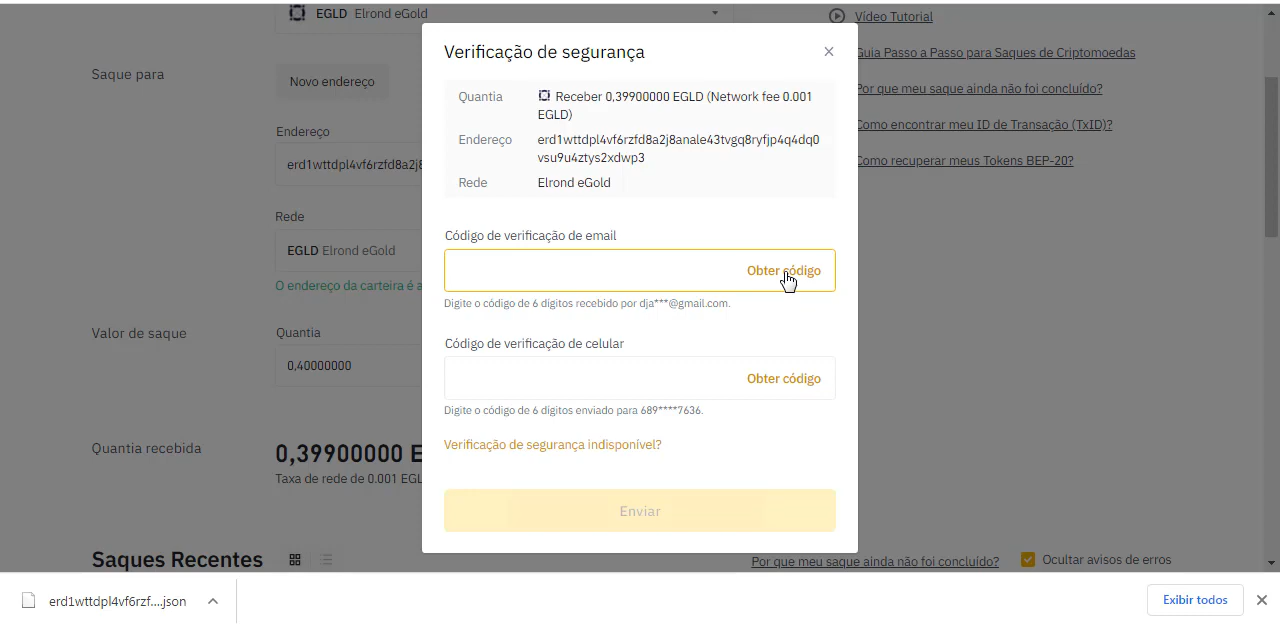 EGLD Elrond eGold
Vídeo Tutorial
Verificação de segurança
Guia Passo a Passo para Saques de Criptomoedas
Saque para
Novo endereço
Quantia
Receber 0,39900000 EGLD (Network fee 0.001
EGLD)
Por que meu saque ainda não foi concluído?
Endereço
Como encontrar meu ID de Transação (TxID)?
Endereço
erd1wttdpl4vf6rzfd8a2j8anale43tvgq8ryfjp4q4dq0
vsu9u4ztys2xdwp3
erd1wttdpl4vf6rzfd8a2j8
Como recuperar meus Tokens BEP-20?
Rede
Elrond eGold
Rede
EGLD Elrond eGold
Código de verificação de email
Obter código
O endereço da carteira é a
Digite o código de 6 dígitos recebido por dja***@gmail.com.
Valor de saque
Quantia
Código de verificação de celular
0,40000000
Obter código
Digite o código de 6 dígitos enviado para 689****7636.
Quantia recebida
0,39900000 E
Verificação de segurança indisponível?
Taxa de rede de 0.001 EGL
Enviar
Saques Recentes
Por que meu saque ainda não foi concluído?
Ocultar avisos de erros
erd1wttdpl4vf6rzf....json
Exibir todos